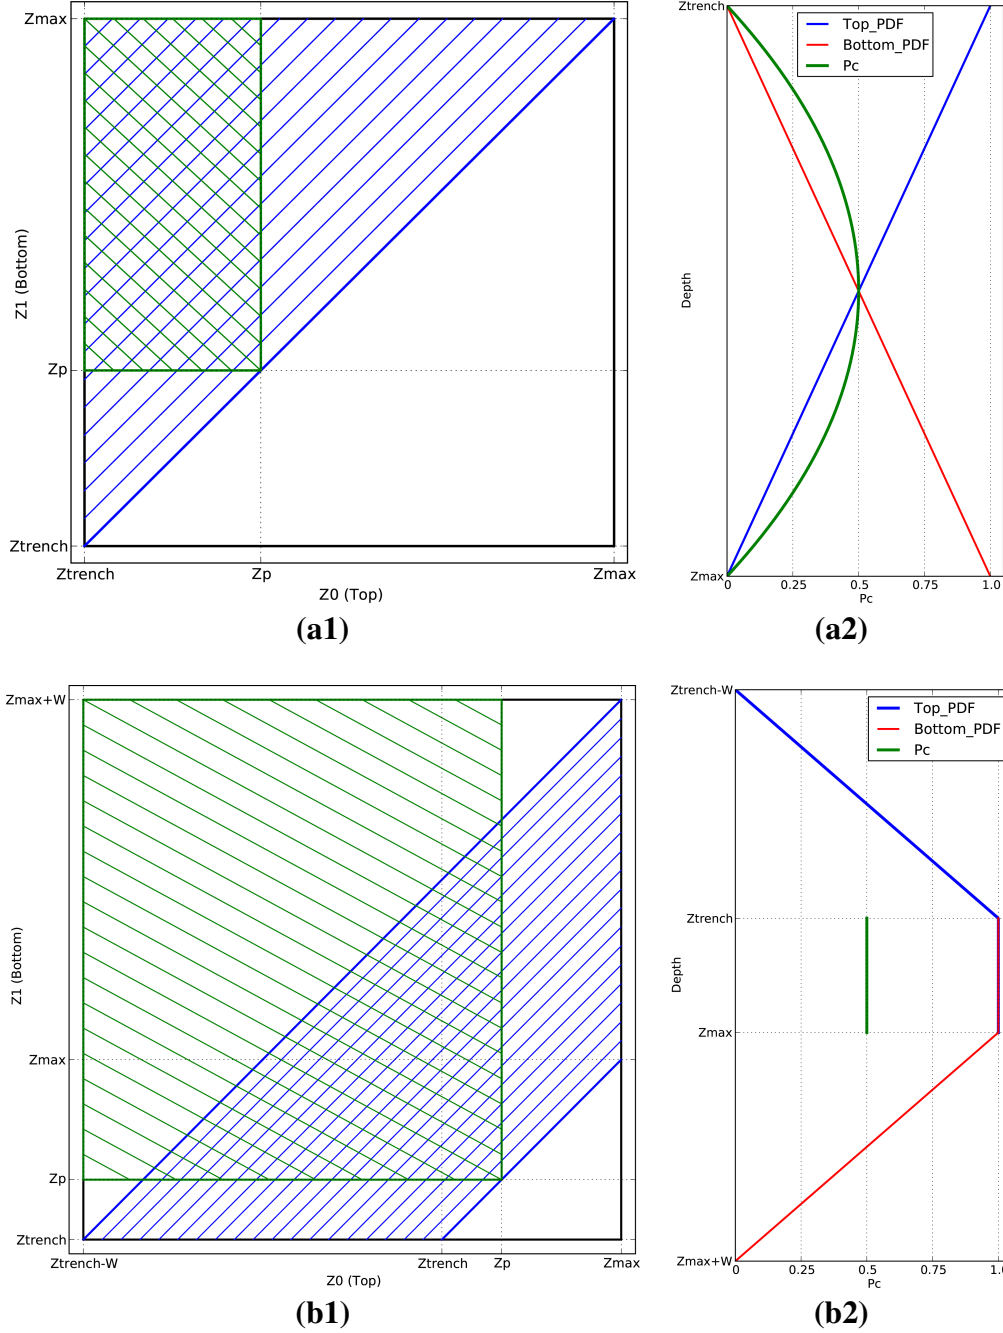 Zmax
Z1 (Bottom)
Zp
Ztrench
Ztrench Zp Zmax
Z0 (Top)
(a1)
Ztrench
Top_PDF
Bottom_PDF
Pc
Depth
Zmax
0 0.25 0.5 0.75 1.0
Pc
(a2)
Zmax+W
Z1 (Bottom)
Zmax
Zp
Ztrench
Ztrench-W Ztrench Zp Zmax
Z0 (Top)
(b1)
Ztrench-W
Top_PDF
Bottom_PDF
Pc
Ztrench
Depth
Zmax
Zmax+W
0 0.25 0.5 0.75 1.0
Pc
(b2)